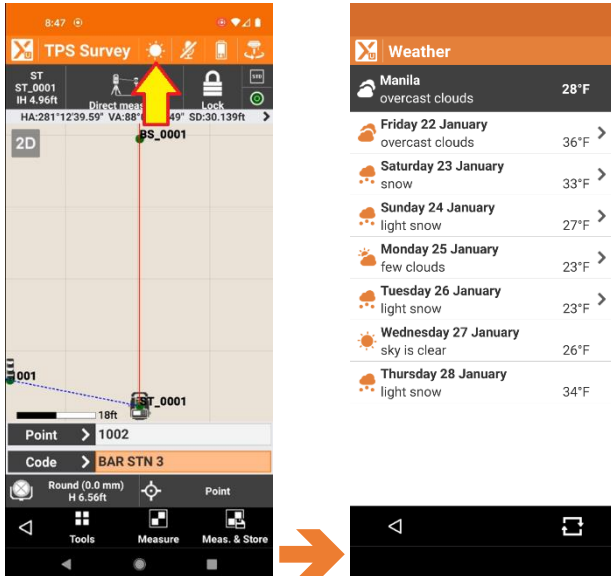 8:47
TPS Survey
ST
ST_0001
IH 4.96ft
Direct mea
Lock
STN
HA:281°12'39.59" VA:88° 49" SD:30.139ft
2D
BS_0001
001
ST_0001
18ft
Point
1002
Code
BAR STN 3
Round (0.0 mm)
H 6.56ft
Point
Tools
Measure
Meas. & Store
Weather
Manila
overcast clouds
28°F
Friday 22 January
overcast clouds
36°F
Saturday 23 January
snow
33°F
Sunday 24 January
light snow
27°F
Monday 25 January
few clouds
23°F
Tuesday 26 January
light snow
23°F
Wednesday 27 January
sky is clear
26°F
Thursday 28 January
light snow
34°F